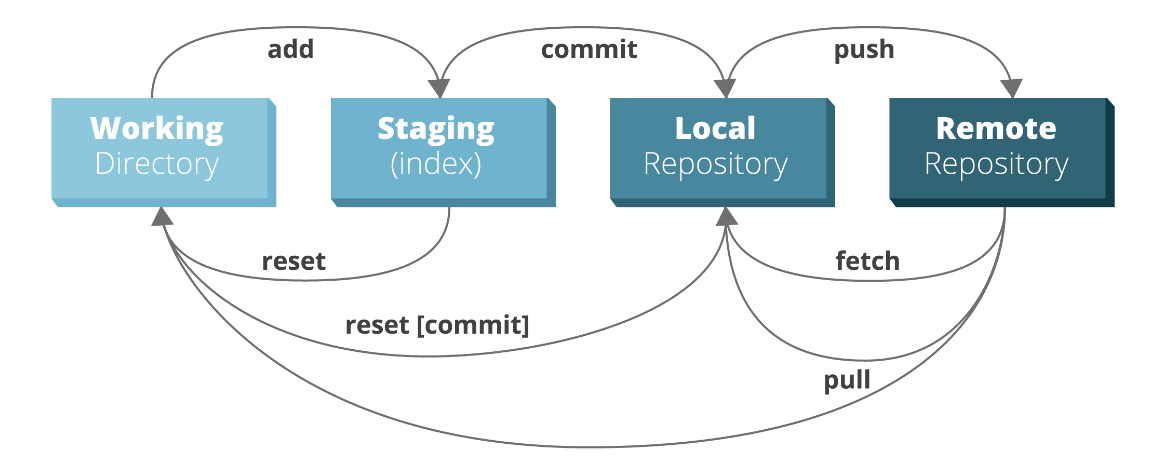 add
commit
push
Working
Directory
Staging
(index)
Local
Repository
Remote
Repository
reset
fetch
reset [commit]
pull